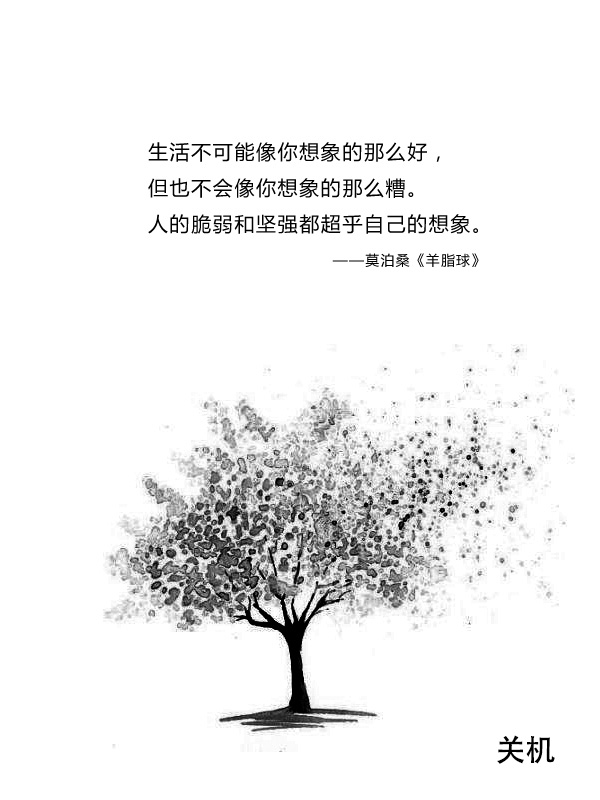 生活不可能像你想象的那么好，
但也不会像你想象的那么糟。
人的脆弱和坚强都超乎自己的想象。
——莫泊桑《羊脂球》
关机